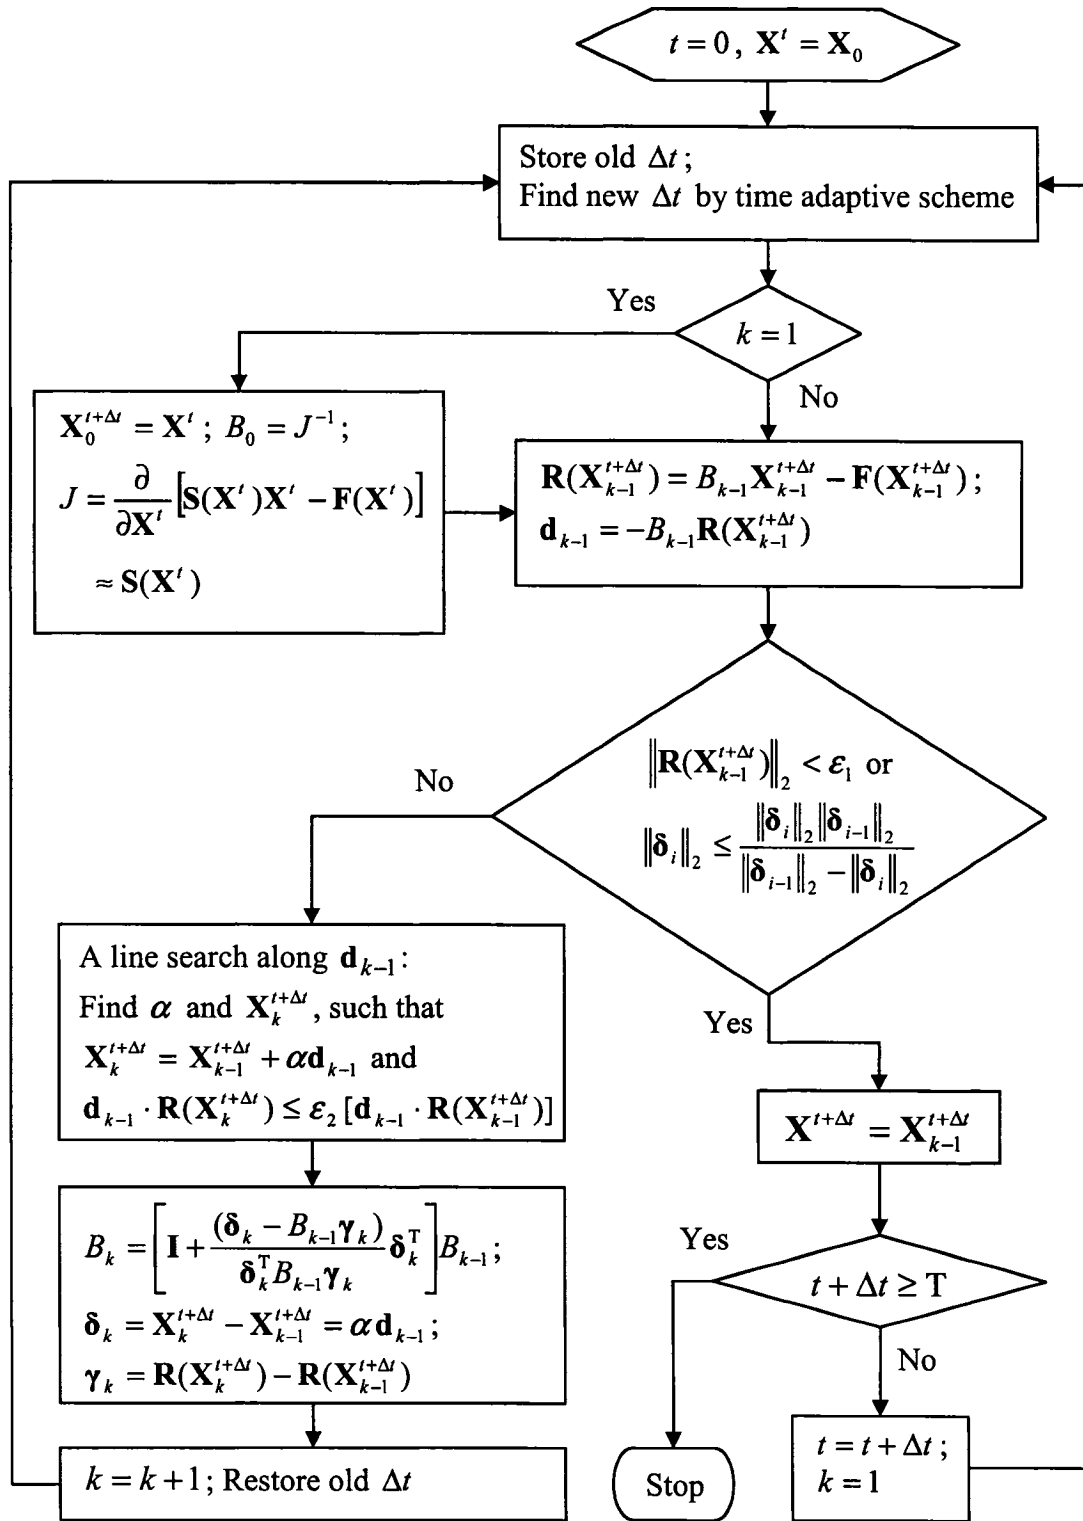 t = 0 , X^t = X_0
Store old Δt ;
Find new Δt by time adaptive scheme
Yes
k = 1
No
X_0^{t+Δt} = X^t ; B_0 = J^{-1} ;
J = ∂/∂X^t [S(X^t)X^t − F(X^t)]
≈ S(X^t)
R(X_{k−1}^{t+Δt}) = B_{k−1}X_{k−1}^{t+Δt} − F(X_{k−1}^{t+Δt}) ;
d_{k−1} = −B_{k−1}R(X_{k−1}^{t+Δt})
No
‖R(X_{k−1}^{t+Δt})‖_2 < ε_1 or
‖δ_i‖_2 ≤ ‖δ_i‖_2 ‖δ_{i−1}‖_2 / (‖δ_{i−1}‖_2 − ‖δ_i‖_2)
Yes
A line search along d_{k−1} :
Find α and X_k^{t+Δt} , such that
X_k^{t+Δt} = X_{k−1}^{t+Δt} + αd_{k−1} and
d_{k−1} · R(X_k^{t+Δt}) ≤ ε_2 [d_{k−1} · R(X_{k−1}^{t+Δt})]
X^{t+Δt} = X_{k−1}^{t+Δt}
B_k = [I + (δ_k − B_{k−1}γ_k) / (δ_k^T B_{k−1}γ_k) δ_k^T] B_{k−1} ;
δ_k = X_k^{t+Δt} − X_{k−1}^{t+Δt} = αd_{k−1} ;
γ_k = R(X_k^{t+Δt}) − R(X_{k−1}^{t+Δt})
Yes
t + Δt ≥ T
No
k = k + 1 ; Restore old Δt
Stop
t = t + Δt ;
k = 1